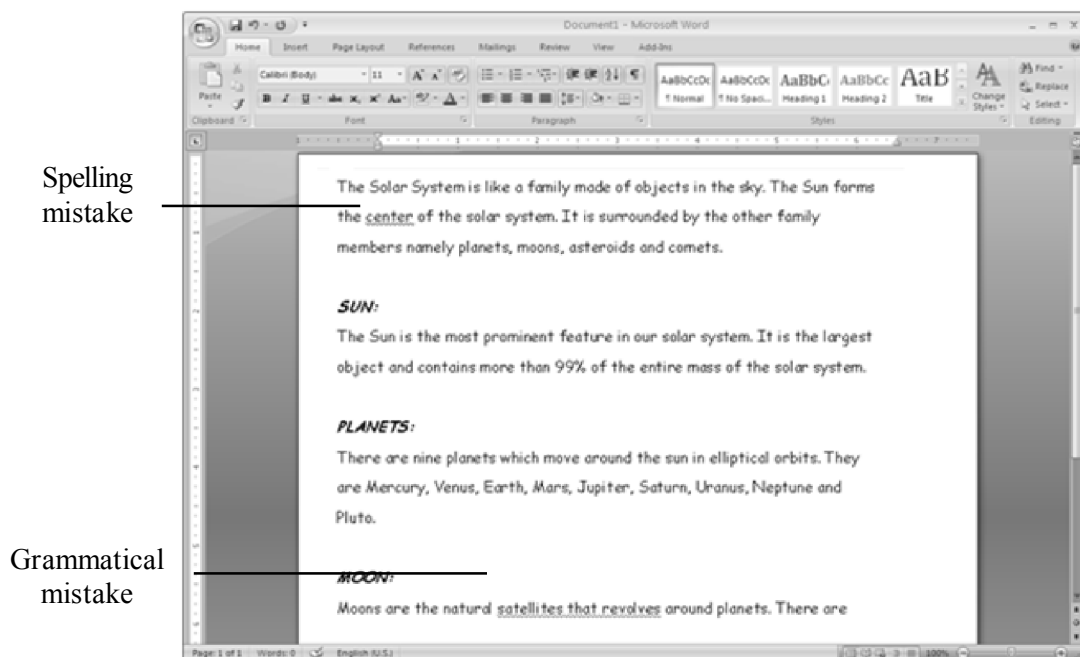 Document1 - Microsoft Word
Home Insert Page Layout References Mailings Review View Add-Ins
Calibri (Body) 11
Paste
B I U abe x, x² Aa A
AaBbCcDc AaBbCcDc AaBbC AaBbCc AaB
¶ Normal ¶ No Spaci... Heading 1 Heading 2 Title
Change Styles
Find
Replace
Select
Clipboard Font Paragraph Styles Editing
Spelling
mistake
The Solar System is like a family made of objects in the sky. The Sun forms
the center of the solar system. It is surrounded by the other family
members namely planets, moons, asteroids and comets.
SUN:
The Sun is the most prominent feature in our solar system. It is the largest
object and contains more than 99% of the entire mass of the solar system.
PLANETS:
There are nine planets which move around the sun in elliptical orbits. They
are Mercury, Venus, Earth, Mars, Jupiter, Saturn, Uranus, Neptune and
Pluto.
Grammatical
mistake
MOON:
Moons are the natural satellites that revolves around planets. There are
Page: 1 of 1 Words: 0 English (U.S.) 100%